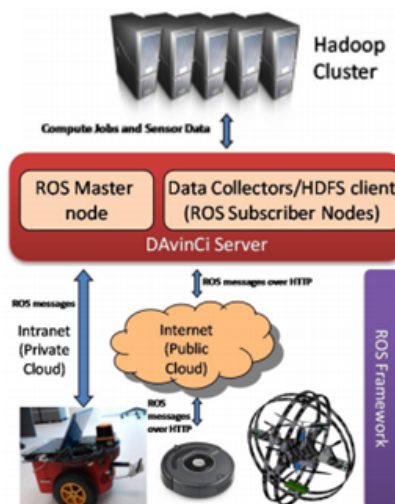 Hadoop
Cluster
Compute Jobs and Sensor Data
ROS Master
node
Data Collectors/HDFS client
(ROS Subscriber Nodes)
DAvinCi Server
ROS messages
ROS messages over HTTP
Intranet
(Private
Cloud)
Internet
(Public
Cloud)
ROS
messages
over HTTP
ROS Framework